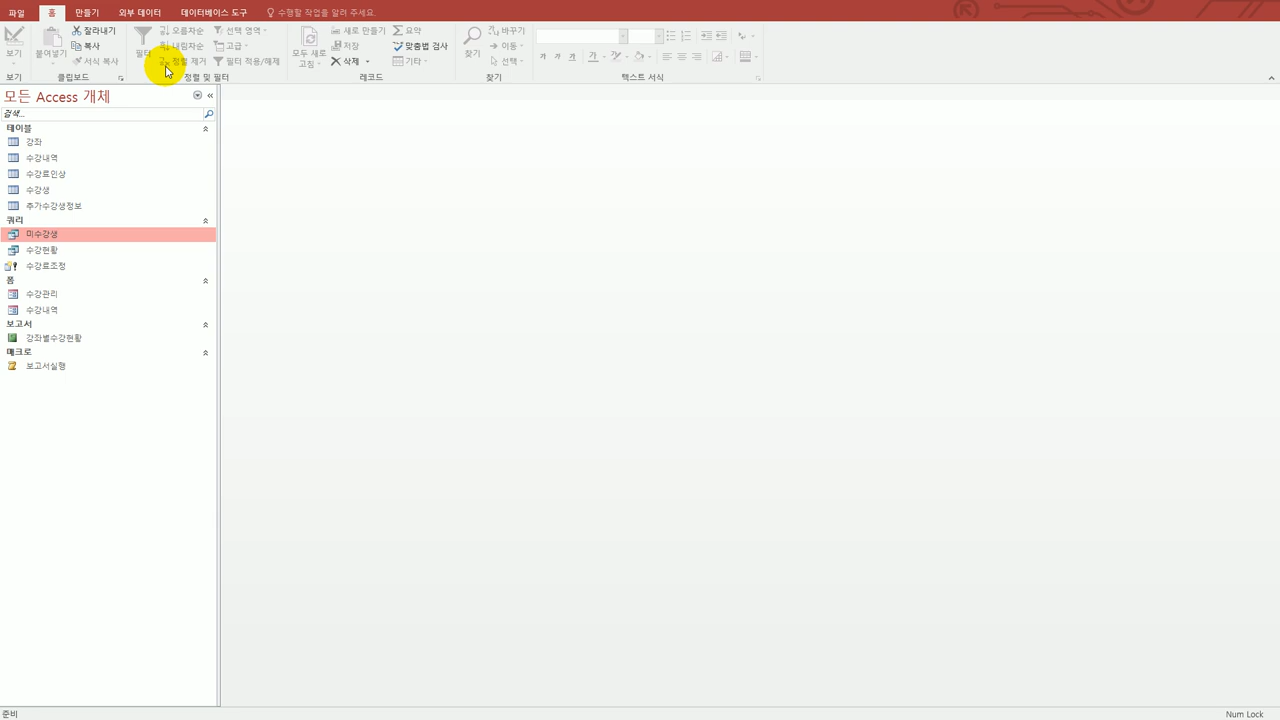 파일 홈 만들기 외부 데이터 데이터베이스 도구 수행할 작업을 알려 주세요.
보기
붙여넣기
잘라내기
복사
서식 복사
필터
오름차순
내림차순
정렬 제거
선택 영역
고급
필터 적용/해제
모두 새로 고침
새로 만들기
저장
삭제
요약
맞춤법 검사
기타
찾기
바꾸기
이동
선택
가 가 가
가
보기 클립보드 정렬 및 필터 레코드 찾기 텍스트 서식
모든 Access 개체
검색...
테이블
강좌
수강내역
수강료인상
수강생
추가수강생정보
쿼리
미수강생
수강현황
수강료조정
폼
수강관리
수강내역
보고서
강좌별수강현황
매크로
보고서실행
준비
Num Lock